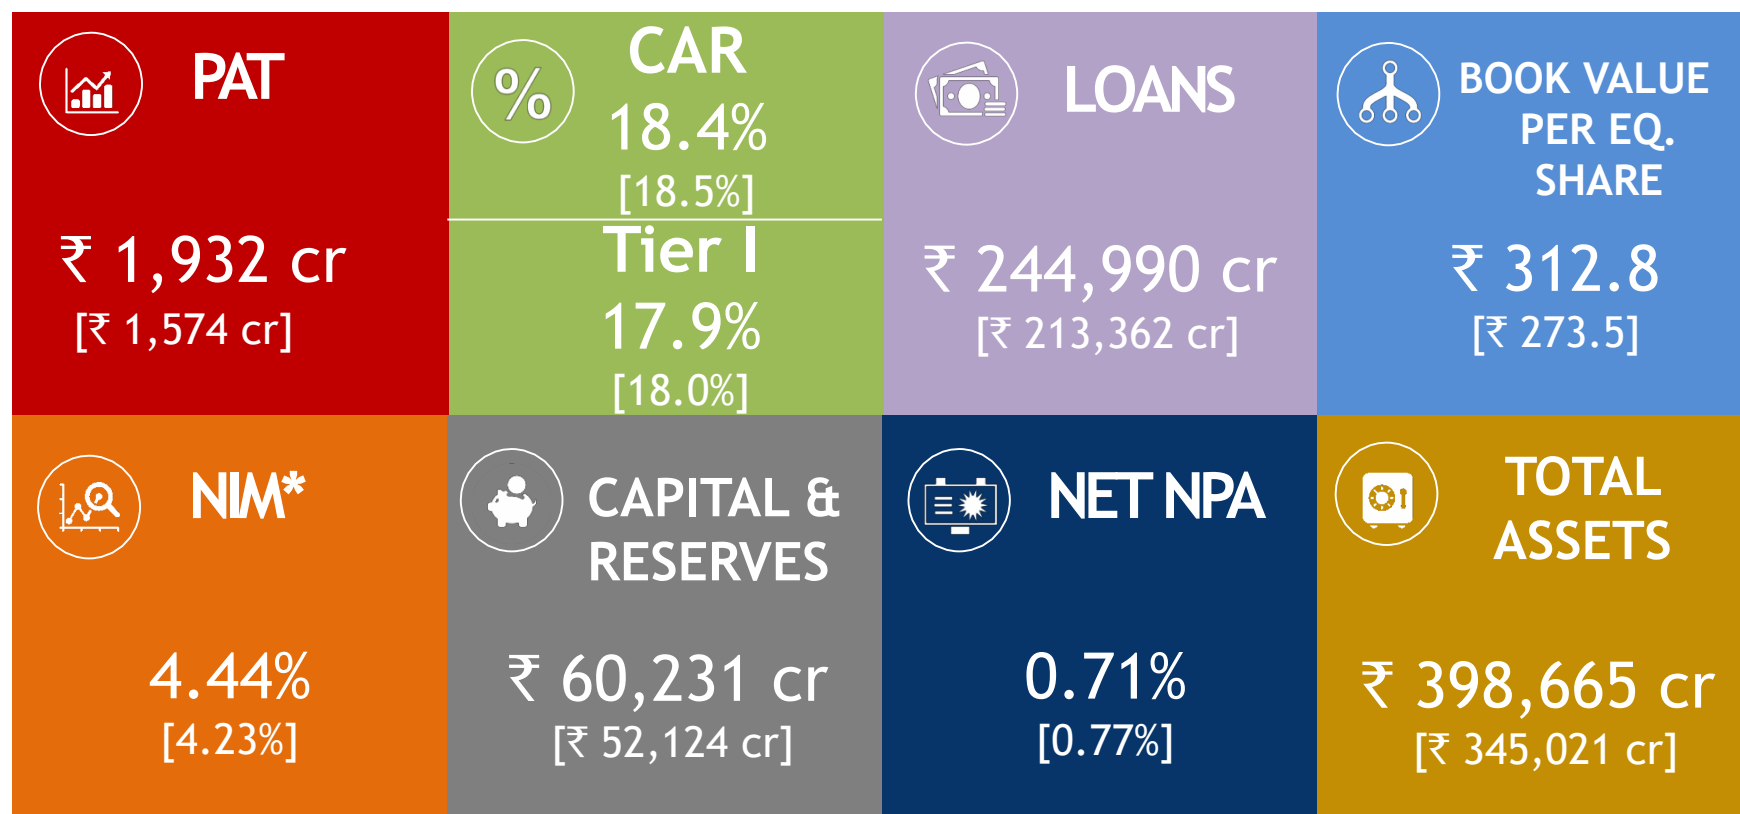 PAT
₹ 1,932 cr
[₹ 1,574 cr]
%
CAR
18.4%
[18.5%]
Tier I
17.9%
[18.0%]
LOANS
₹ 244,990 cr
[₹ 213,362 cr]
BOOK VALUE
PER EQ.
SHARE
₹ 312.8
[₹ 273.5]
NIM*
4.44%
[4.23%]
CAPITAL &
RESERVES
₹ 60,231 cr
[₹ 52,124 cr]
NET NPA
0.71%
[0.77%]
TOTAL
ASSETS
₹ 398,665 cr
[₹ 345,021 cr]